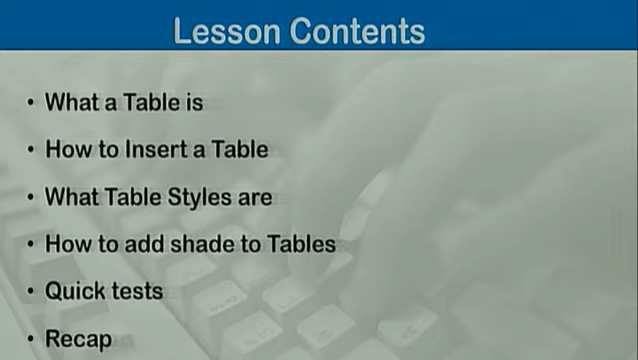 Lesson Contents
• What a Table is
• How to Insert a Table
• What Table Styles are
• How to add shade to Tables
• Quick tests
• Recap